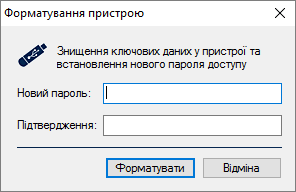 Форматування пристрою
Знищення ключових даних у пристрої та
встановлення нового пароля доступу
Новий пароль:
Підтвердження:
Форматувати
Відміна